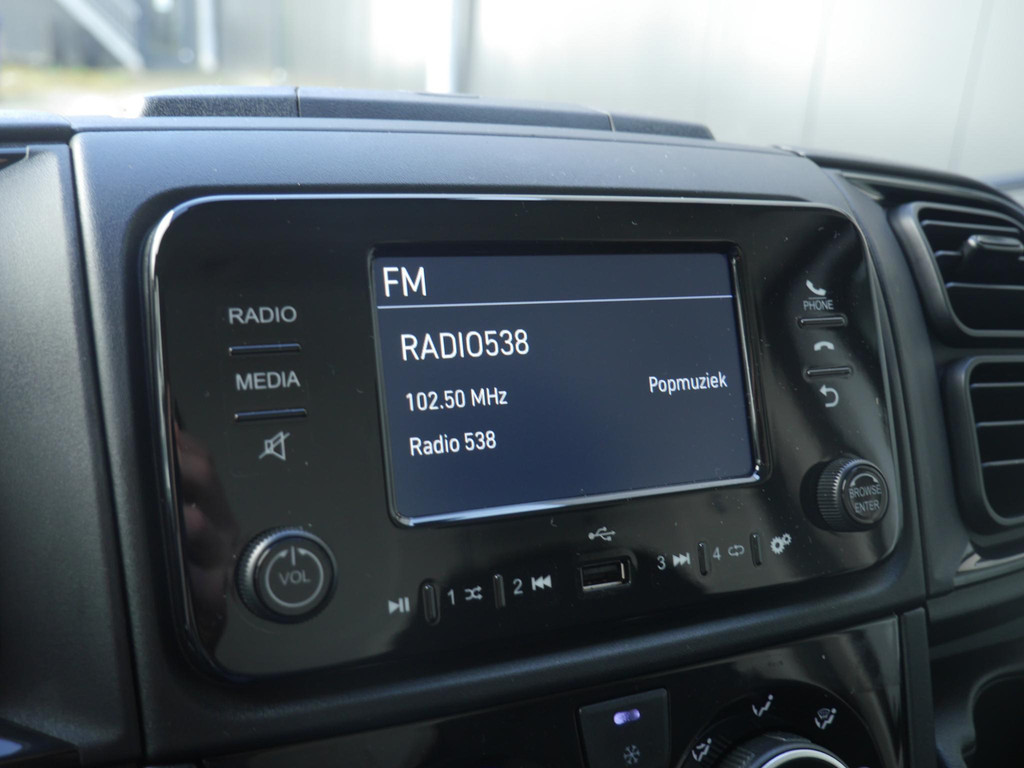 FM
RADIO538
102.50 MHz
Popmuziek
Radio 538
RADIO
MEDIA
VOL
PHONE
BROWSE
ENTER
1
2
3
4